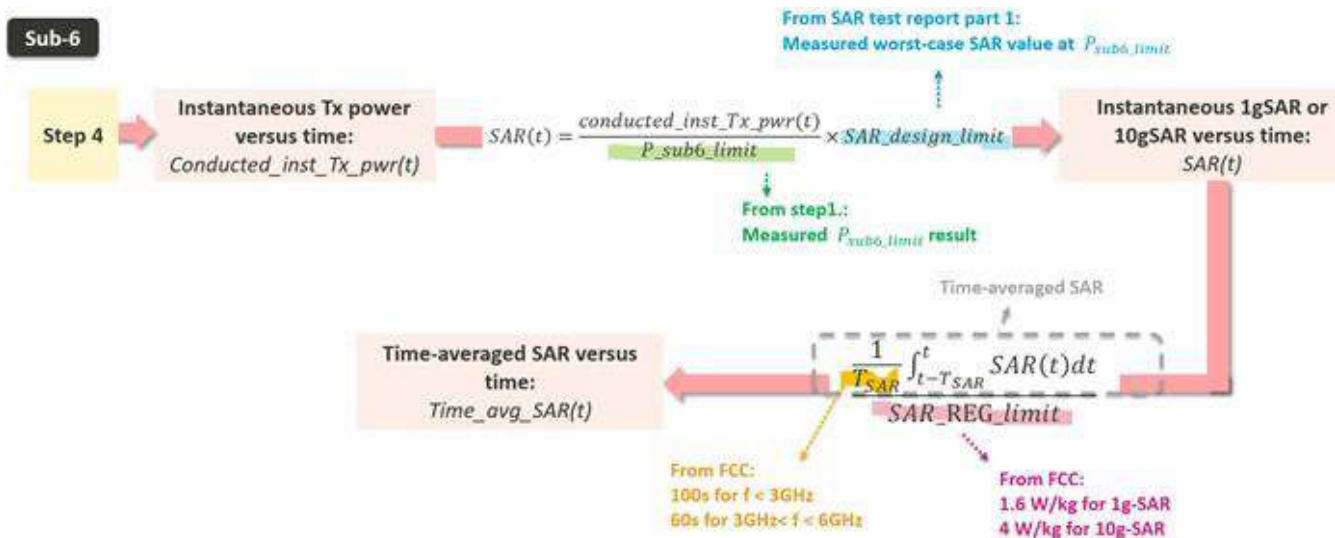 Sub-6
From SAR test report part 1:
Measured worst-case SAR value at P_sub6_limit
Step 4
Instantaneous Tx power
versus time:
Conducted_inst_Tx_pwr(t)
SAR(t) = conducted_inst_Tx_pwr(t) / P_sub6_limit × SAR_design_limit
Instantaneous 1gSAR or
10gSAR versus time:
SAR(t)
From step1.:
Measured P_sub6_limit result
Time-averaged SAR
Time-averaged SAR versus
time:
Time_avg_SAR(t)
1/T_SAR ∫_{t-T_SAR}^{t} SAR(t)dt
SAR_REG_limit
From FCC:
100s for f < 3GHz
60s for 3GHz< f < 6GHz
From FCC:
1.6 W/kg for 1g-SAR
4 W/kg for 10g-SAR